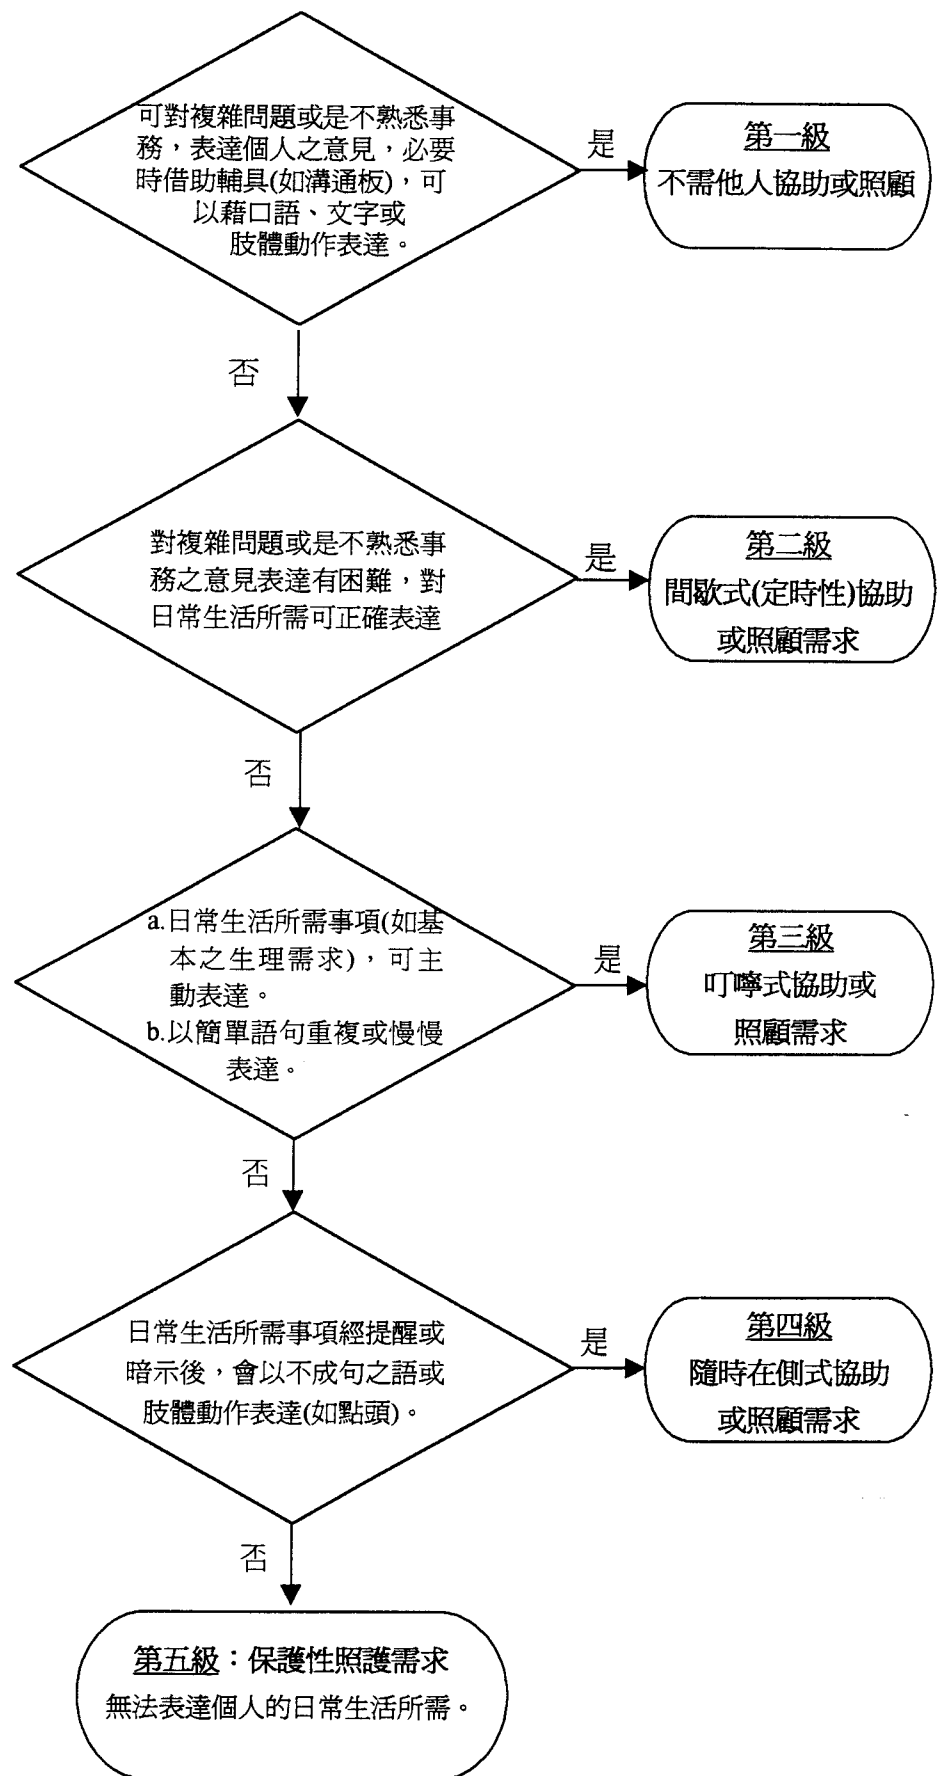 可對複雜問題或是不熟悉事
務，表達個人之意見，必要
時借助輔具(如溝通板)，可
以藉口語、文字或
肢體動作表達。
是
第一級
不需他人協助或照顧
否
對複雜問題或是不熟悉事
務之意見表達有困難，對
日常生活所需可正確表達
是
第二級
間歇式(定時性)協助
或照顧需求
否
a.日常生活所需事項(如基
本之生理需求)，可主
動表達。
b.以簡單語句重複或慢慢
表達。
是
第三級
叮嚀式協助或
照顧需求
否
日常生活所需事項經提醒或
暗示後，會以不成句之語或
肢體動作表達(如點頭)。
是
第四級
隨時在側式協助
或照顧需求
否
第五級：保護性照護需求
無法表達個人的日常生活所需。